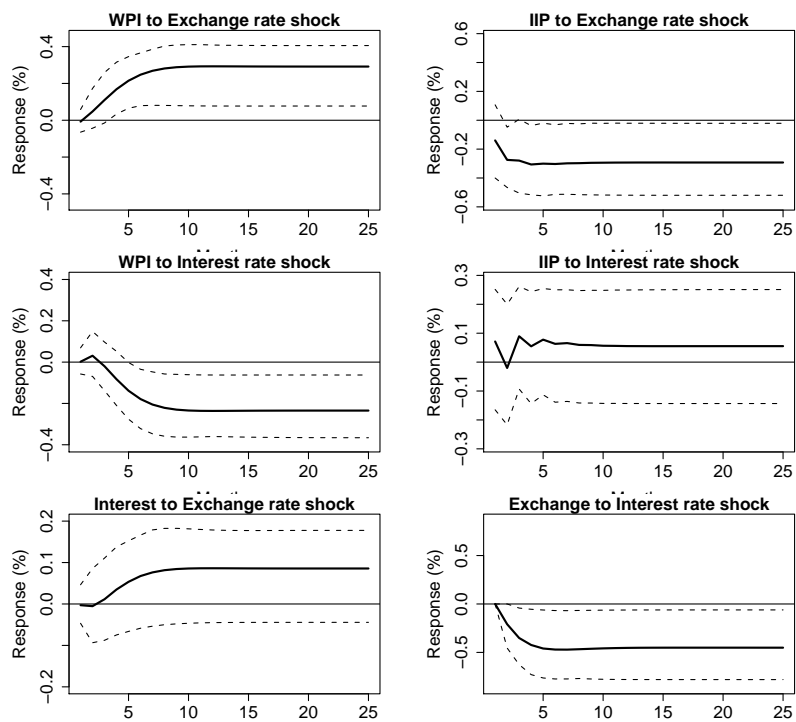 WPI to Exchange rate shock
Response (%)
0.4
0.0
−0.4
5 10 15 20 25
IIP to Exchange rate shock
Response (%)
0.6
0.2
−0.2
−0.6
5 10 15 20 25
WPI to Interest rate shock
Response (%)
0.4
0.0
−0.4
5 10 15 20 25
IIP to Interest rate shock
Response (%)
0.3
0.1
−0.1
−0.3
5 10 15 20 25
Interest to Exchange rate shock
Response (%)
0.2
0.1
0.0
−0.2
5 10 15 20 25
Exchange to Interest rate shock
Response (%)
0.5
0.0
−0.5
5 10 15 20 25